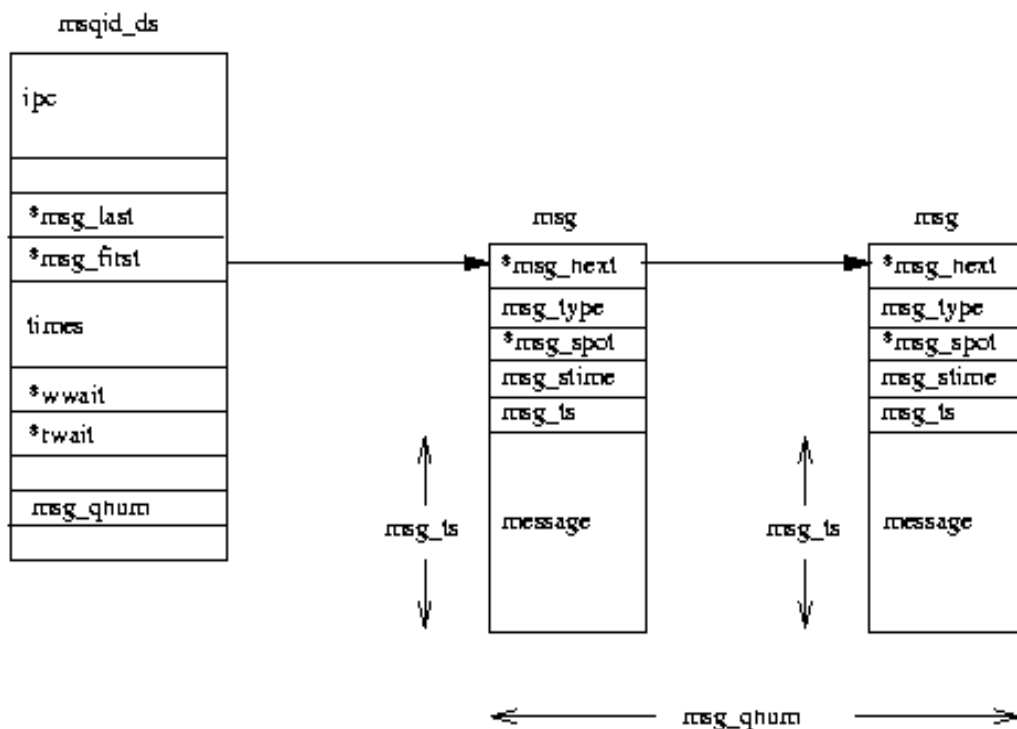 msqid_ds
ipc
*msg_last
*msg_first
times
*wwait
*rwait
msg_qnum
msg
*msg_next
msg_type
*msg_spot
msg_stime
msg_ts
message
msg_ts
msg
*msg_next
msg_type
*msg_spot
msg_stime
msg_ts
message
msg_ts
msg_qnum